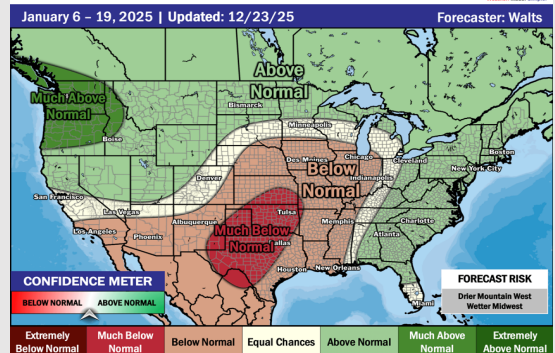 January 6 – 19, 2025 | Updated: 12/23/25
Forecaster: Walts
Above
Normal
Much Above
Normal
Bismarck
Minneapolis
Boise
Boston
Des Moines
Chicago
Cleveland
New York City
Below
Normal
Indianapolis
Denver
San Francisco
Las Vegas
Tulsa
Albuquerque
Memphis
Charlotte
Los Angeles
Phoenix
Much Below
Normal
allas
Atlanta
Houston
New Orleans
Miami
CONFIDENCE METER
BELOW NORMAL
ABOVE NORMAL
FORECAST RISK
Drier Mountain West
Wetter Midwest
Extremely
Below Normal
Much Below
Normal
Below Normal
Equal Chances
Above Normal
Much Above
Normal
Extremely
Above Normal